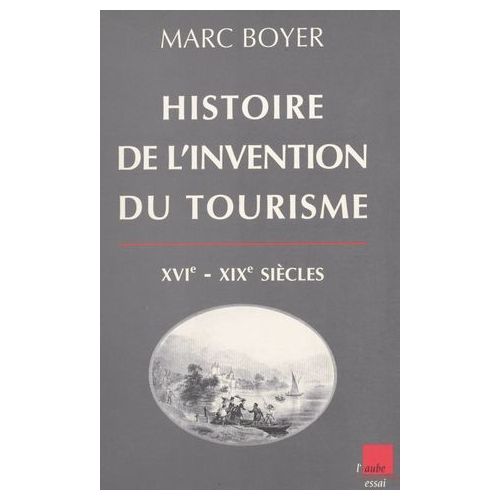 MARC BOYER
HISTOIRE
DE L'INVENTION
DU TOURISME
XVIe - XIXe SIÈCLES
l'aube
essai